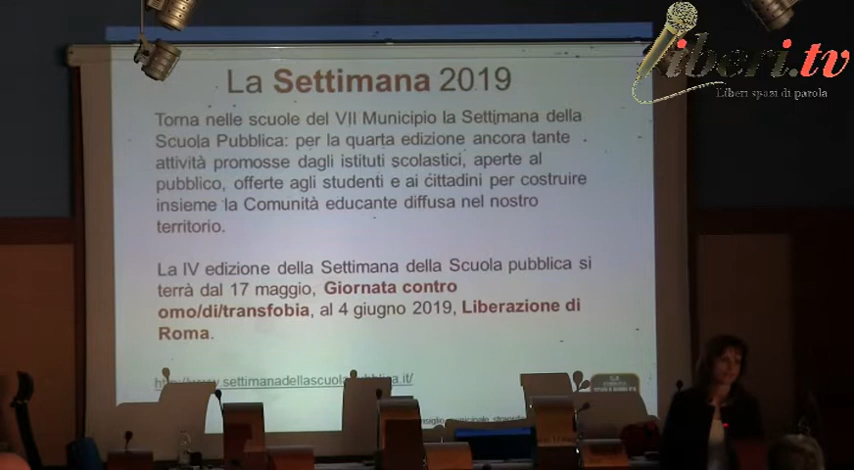 Liberi.tv
Liberi spazi di parola
La Settimana 2019
Torna nelle scuole del VII Municipio la Settimana della
Scuola Pubblica: per la quarta edizione ancora tante
attività promosse dagli istituti scolastici, aperte al
pubblico, offerte agli studenti e ai cittadini per costruire
insieme la Comunità educante diffusa nel nostro
territorio.
La IV edizione della Settimana della Scuola pubblica si
terrà dal 17 maggio, Giornata contro
omo/di/transfobia, al 4 giugno 2019, Liberazione di
Roma.